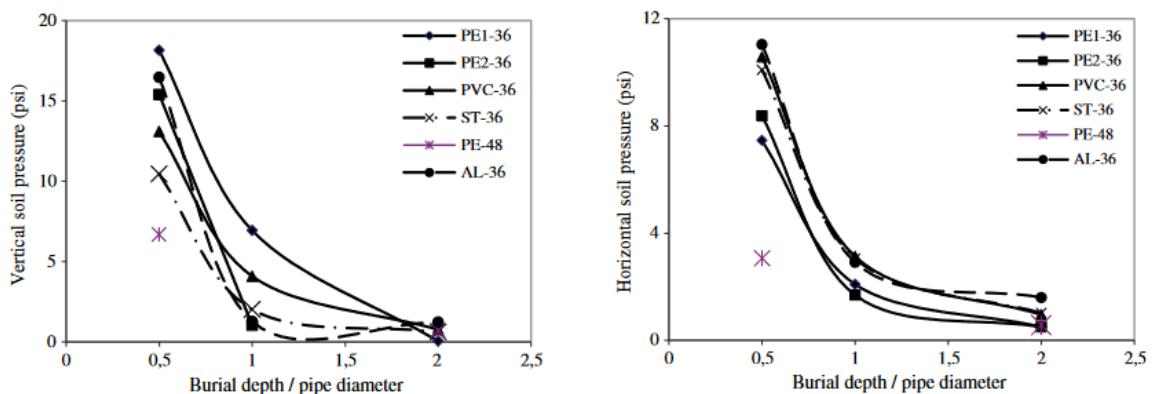 20
15
10
5
0
0
0,5
1
1,5
2
2,5
Vertical soil pressure (psi)
Burial depth / pipe diameter
PE1-36
PE2-36
PVC-36
ST-36
PE-48
AL-36
12
8
4
0
0
0,5
1
1,5
2
2,5
Horizontal soil pressure (psi)
Burial depth / pipe diameter
PE1-36
PE2-36
PVC-36
ST-36
PE-48
AL-36